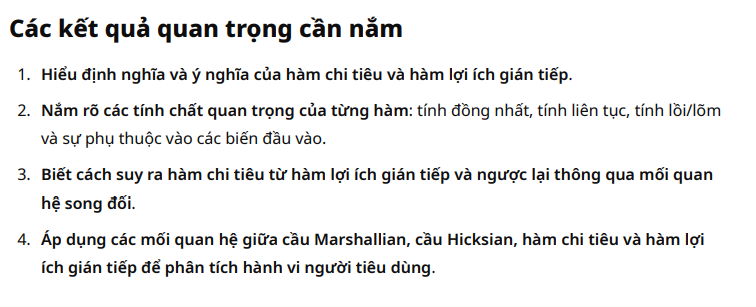 Các kết quả quan trọng cần nắm
1. Hiểu định nghĩa và ý nghĩa của hàm chi tiêu và hàm lợi ích gián tiếp.
2. Nắm rõ các tính chất quan trọng của từng hàm: tính đồng nhất, tính liên tục, tính lồi/lõm
và sự phụ thuộc vào các biến đầu vào.
3. Biết cách suy ra hàm chi tiêu từ hàm lợi ích gián tiếp và ngược lại thông qua mối quan
hệ song đối.
4. Áp dụng các mối quan hệ giữa cầu Marshallian, cầu Hicksian, hàm chi tiêu và hàm lợi
ích gián tiếp để phân tích hành vi người tiêu dùng.